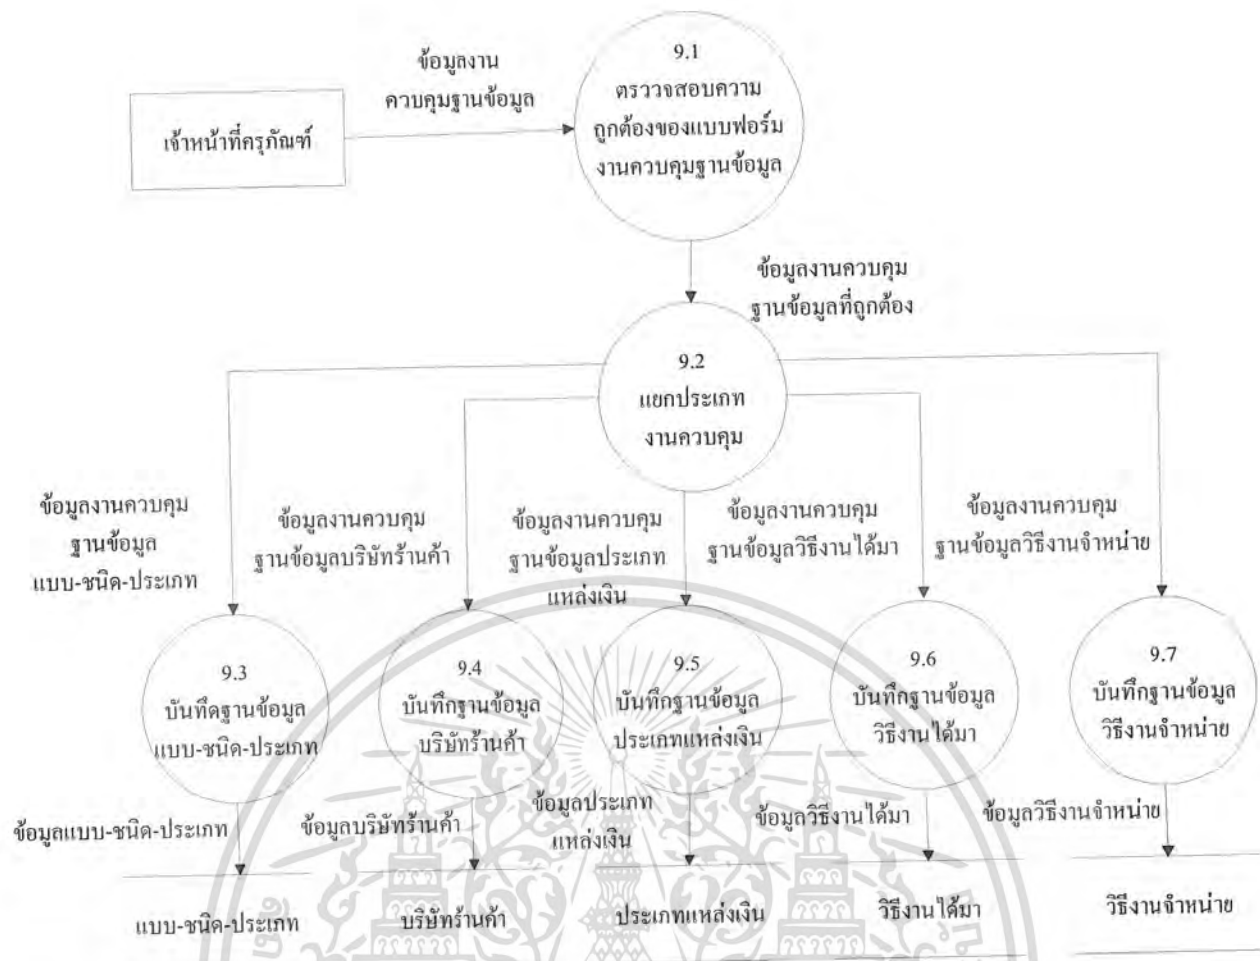 ข้อมูลงาน
ควบคุมฐานข้อมูล
เจ้าหน้าที่ครุภัณฑ์
9.1
ตรววจสอบความ
ถูกต้องของแบบฟอร์ม
งานควบคุมฐานข้อมูล
ข้อมูลงานควบคุม
ฐานข้อมูลที่ถูกต้อง
9.2
แยกประเภท
งานควบคุม
ข้อมูลงานควบคุม
ฐานข้อมูล
แบบ-ชนิด-ประเภท
ข้อมูลงานควบคุม
ฐานข้อมูลบริษัทร้านค้า
ข้อมูลงานควบคุม
ฐานข้อมูลประเภท
แหล่งเงิน
ข้อมูลงานควบคุม
ฐานข้อมูลวิธีงานได้มา
ข้อมูลงานควบคุม
ฐานข้อมูลวิธีงานจำหน่าย
9.3
บันทึดฐานข้อมูล
แบบ-ชนิด-ประเภท
9.4
บันทึกฐานข้อมูล
บริษัทร้านค้า
9.5
บันทึกฐานข้อมูล
ประเภทแหล่งเงิน
9.6
บันทึกฐานข้อมูล
วิธีงานได้มา
9.7
บันทึกฐานข้อมูล
วิธีงานจำหน่าย
ข้อมูลแบบ-ชนิด-ประเภท
ข้อมูลบริษัทร้านค้า
ข้อมูลประเภท
แหล่งเงิน
ข้อมูลวิธีงานได้มา
ข้อมูลวิธีงานจำหน่าย
แบบ-ชนิด-ประเภท
บริษัทร้านค้า
ประเภทแหล่งเงิน
วิธีงานได้มา
วิธีงานจำหน่าย